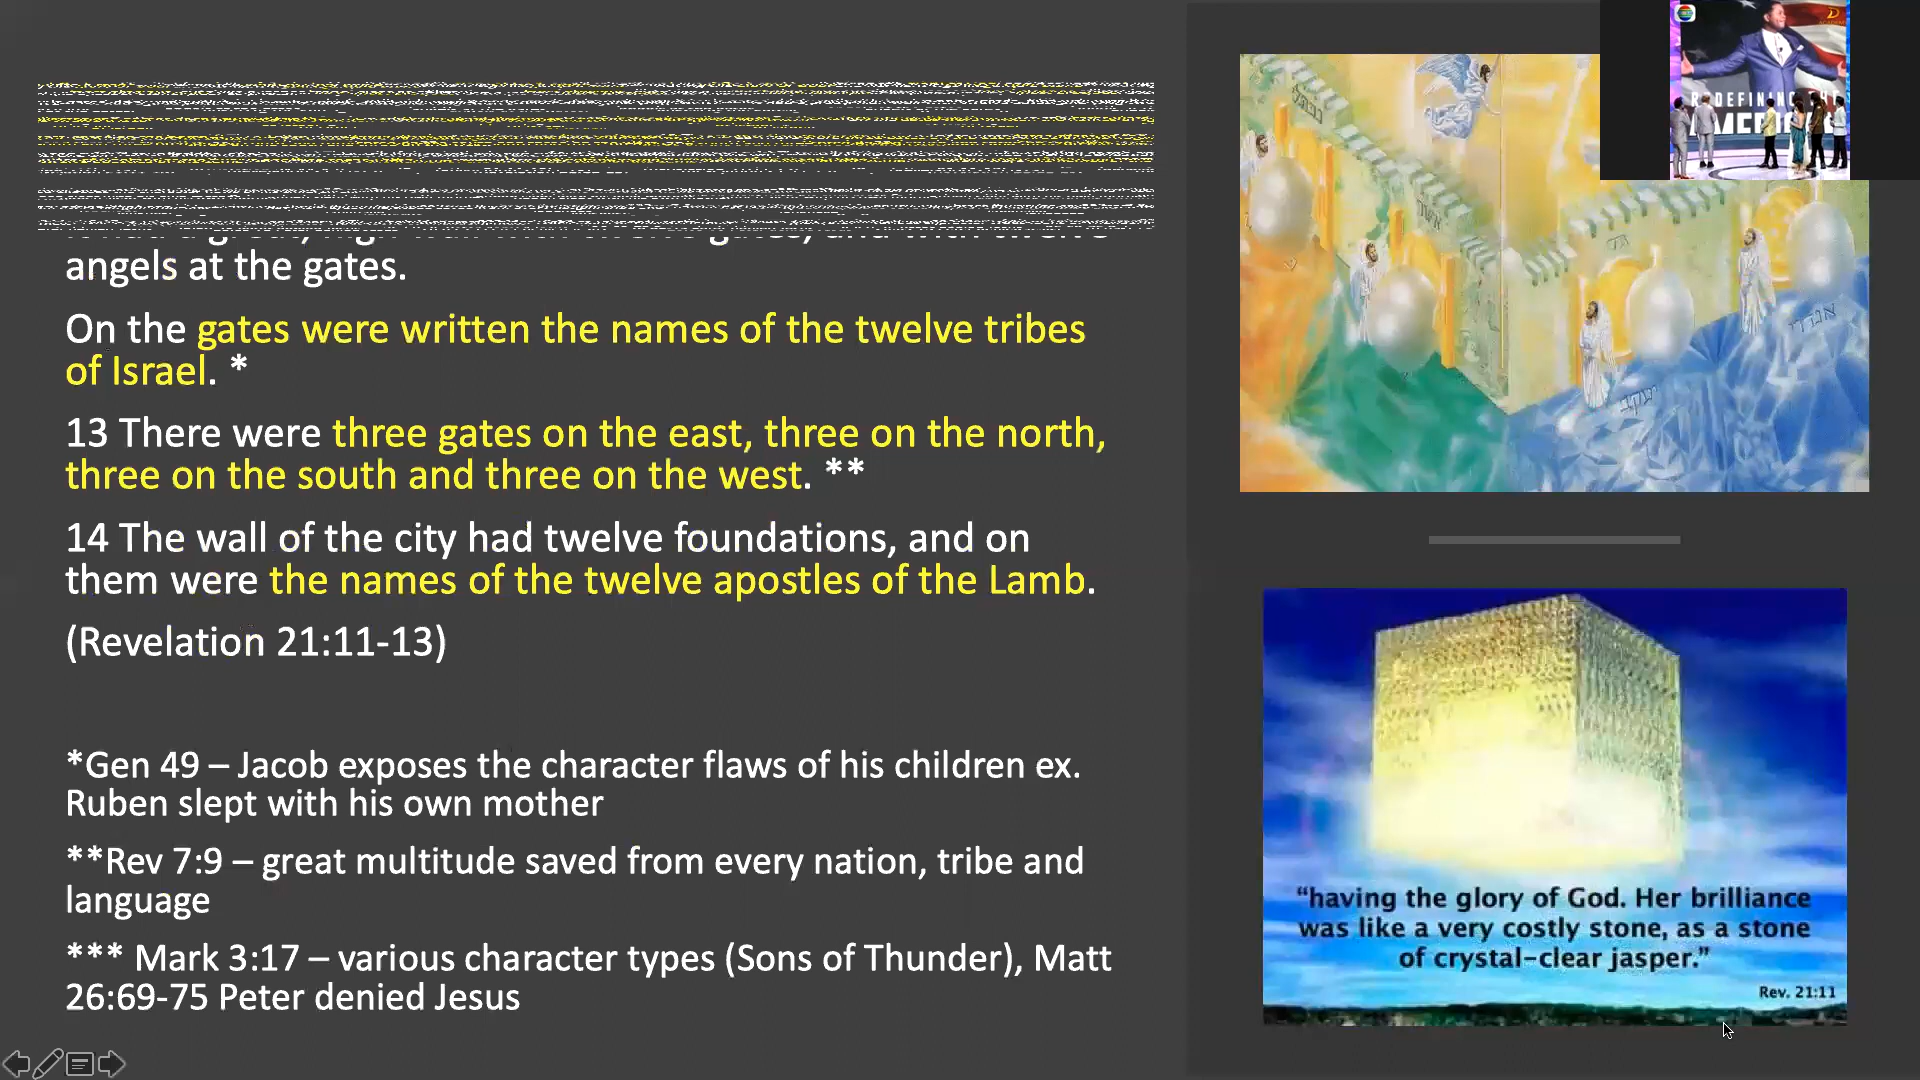 angels at the gates.
On the gates were written the names of the twelve tribes
of Israel. *
13 There were three gates on the east, three on the north,
three on the south and three on the west. **
14 The wall of the city had twelve foundations, and on
them were the names of the twelve apostles of the Lamb.
(Revelation 21:11-13)
*Gen 49 – Jacob exposes the character flaws of his children ex.
Ruben slept with his own mother
**Rev 7:9 – great multitude saved from every nation, tribe and
language
*** Mark 3:17 – various character types (Sons of Thunder), Matt
26:69-75 Peter denied Jesus
“having the glory of God. Her brilliance
was like a very costly stone, as a stone
of crystal-clear jasper.”
Rev. 21:11